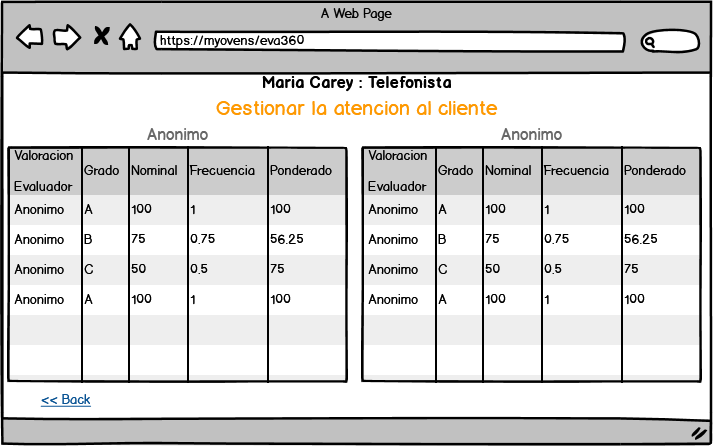 A Web Page
https://myovens/eva360
Maria Carey : Telefonista
Gestionar la atencion al cliente
Anonimo
Valoracion Evaluador Grado Nominal Frecuencia Ponderado
Anonimo A 100 1 100
Anonimo B 75 0.75 56.25
Anonimo C 50 0.5 75
Anonimo A 100 1 100
Anonimo
Valoracion Evaluador Grado Nominal Frecuencia Ponderado
Anonimo A 100 1 100
Anonimo B 75 0.75 56.25
Anonimo C 50 0.5 75
Anonimo A 100 1 100
<< Back